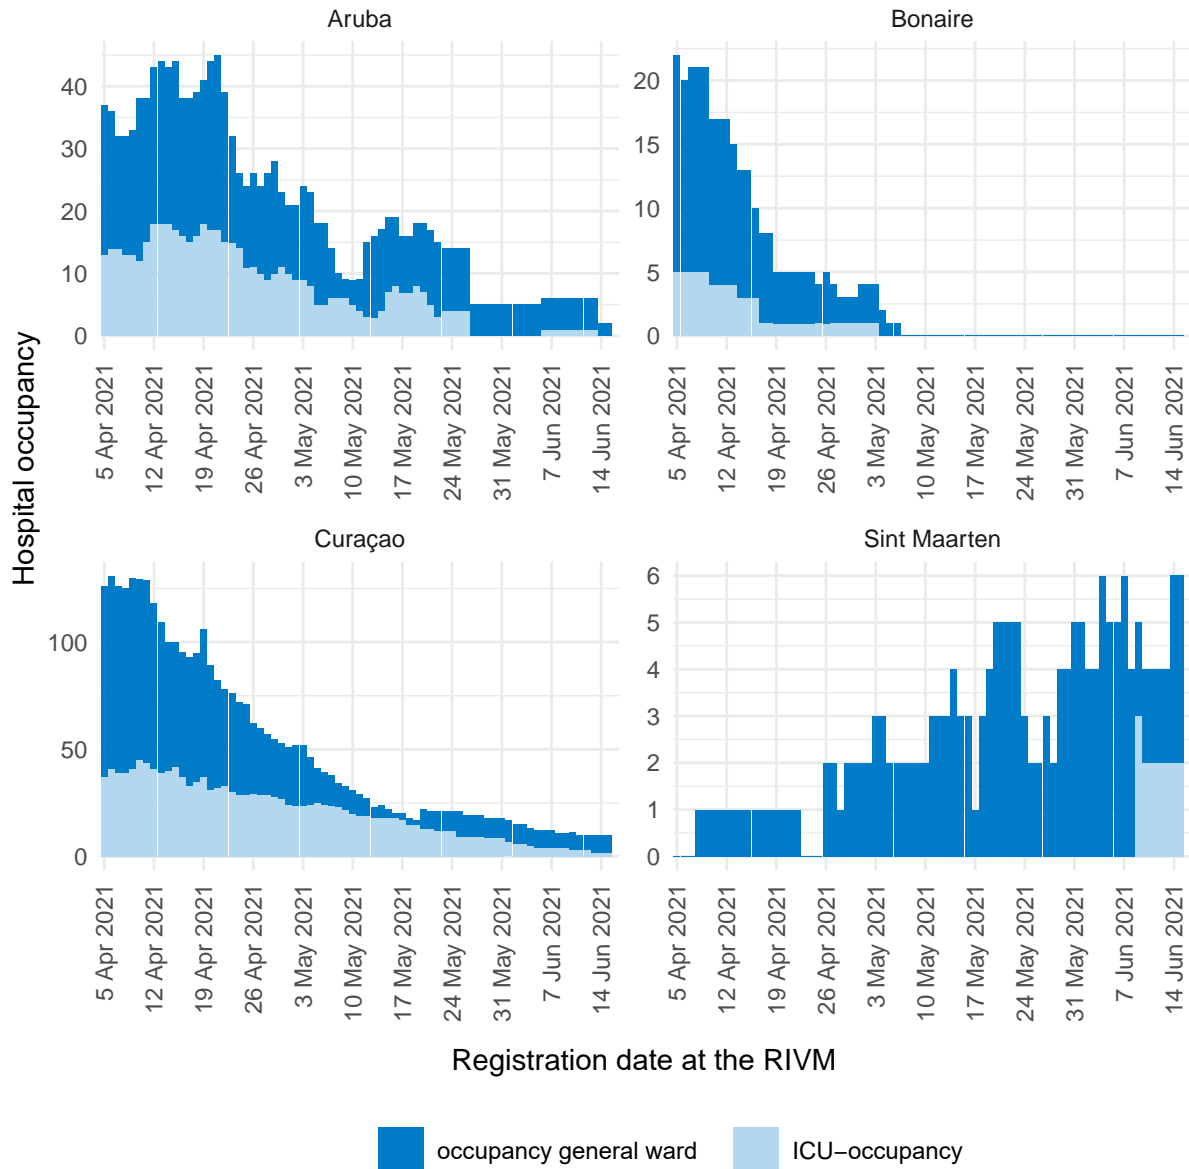 Aruba
Bonaire
40
30
20
10
0
20
15
10
5
0
5 Apr 2021
12 Apr 2021
19 Apr 2021
26 Apr 2021
3 May 2021
10 May 2021
17 May 2021
24 May 2021
31 May 2021
7 Jun 2021
14 Jun 2021
5 Apr 2021
12 Apr 2021
19 Apr 2021
26 Apr 2021
3 May 2021
10 May 2021
17 May 2021
24 May 2021
31 May 2021
7 Jun 2021
14 Jun 2021
Hospital occupancy
Curaçao
Sint Maarten
100
50
0
6
5
4
3
2
1
0
5 Apr 2021
12 Apr 2021
19 Apr 2021
26 Apr 2021
3 May 2021
10 May 2021
17 May 2021
24 May 2021
31 May 2021
7 Jun 2021
14 Jun 2021
5 Apr 2021
12 Apr 2021
19 Apr 2021
26 Apr 2021
3 May 2021
10 May 2021
17 May 2021
24 May 2021
31 May 2021
7 Jun 2021
14 Jun 2021
Registration date at the RIVM
occupancy general ward
ICU−occupancy